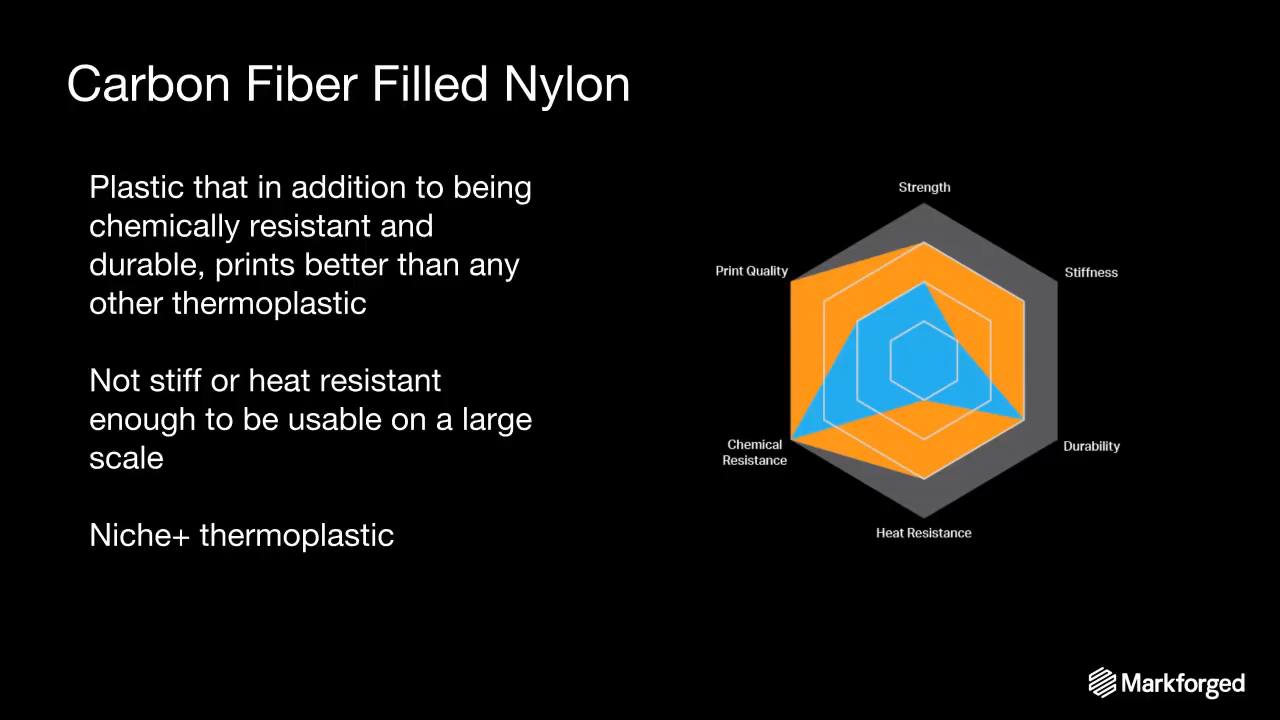 Carbon Fiber Filled Nylon
Plastic that in addition to being
chemically resistant and
durable, prints better than any
other thermoplastic
Not stiff or heat resistant
enough to be usable on a large
scale
Niche+ thermoplastic
Strength
Print Quality
Stiffness
Chemical
Resistance
Durability
Heat Resistance
Markforged